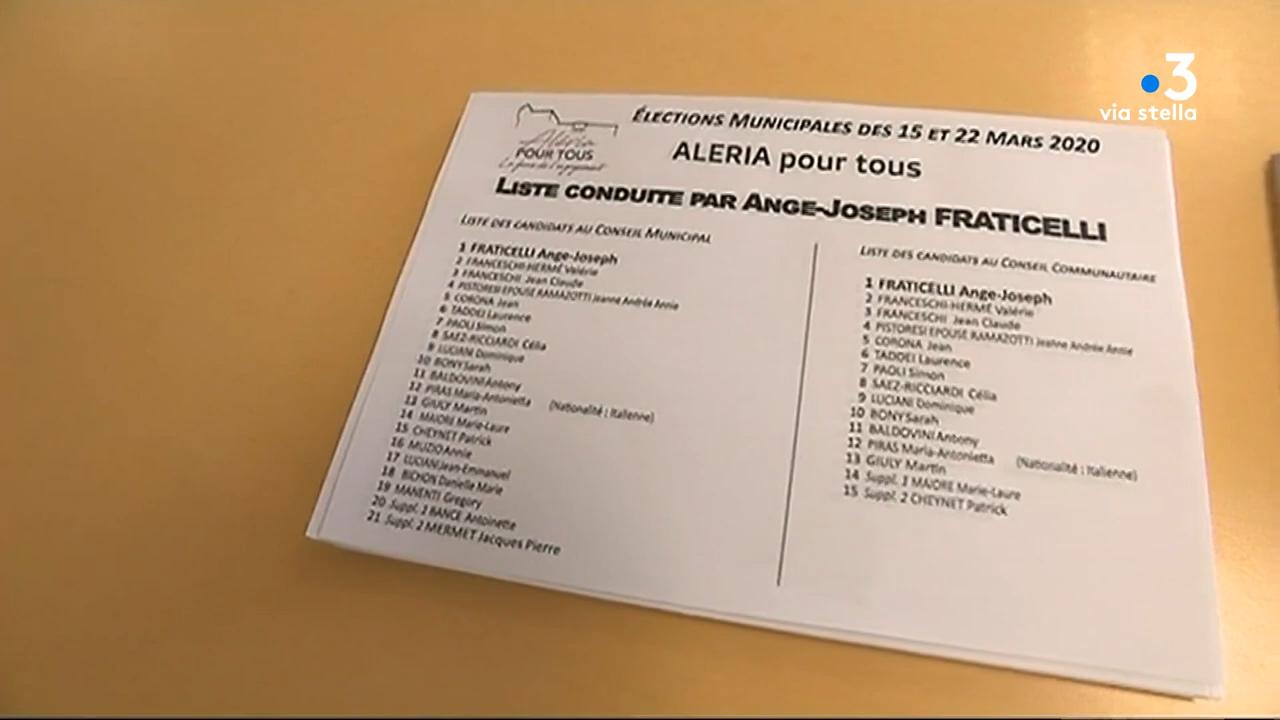 3
via stella
ÉLECTIONS MUNICIPALES DES 15 ET 22 MARS 2020
Aléria
POUR TOUS
ALERIA pour tous
LISTE CONDUITE PAR ANGE-JOSEPH FRATICELLI
LISTE DES CANDIDATS AU CONSEIL MUNICIPAL
1 FRATICELLI Ange-Joseph
2 FRANCESCHI-HERMÉ Valérie
3 FRANCESCHI Jean Claude
4 PISTORESI EPOUSE RAMAZOTTI Jeanne Andrée Annie
5 CORONA Jean
6 TADDEI Laurence
7 PAOLI Simon
8 SAEZ-RICCIARDI Célia
9 LUCIANI Dominique
10 BONY Sarah
11 BALDOVINI Antony
12 PIRAS Maria-Antonietta (Nationalité : Italienne)
13 GIULY Martin
14 MAIORE Marie-Laure
15 CHEYNET Patrick
16 MUZIO Annie
17 LUCIANI Jean-Emmanuel
18 BICHON Danielle Marie
19 MANENTI Gregory
20 Suppl. 1 BANCE Antoinette
21 Suppl. 2 MERMET Jacques Pierre
LISTE DES CANDIDATS AU CONSEIL COMMUNAUTAIRE
1 FRATICELLI Ange-Joseph
2 FRANCESCHI-HERMÉ Valérie
3 FRANCESCHI Jean Claude
4 PISTORESI EPOUSE RAMAZOTTI Jeanne Andrée Annie
5 CORONA Jean
6 TADDEI Laurence
7 PAOLI Simon
8 SAEZ-RICCIARDI Célia
9 LUCIANI Dominique
10 BONY Sarah
11 BALDOVINI Antony
12 PIRAS Maria-Antonietta (Nationalité : Italienne)
13 GIULY Martin
14 Suppl. 1 MAIORE Marie-Laure
15 Suppl. 2 CHEYNET Patrick